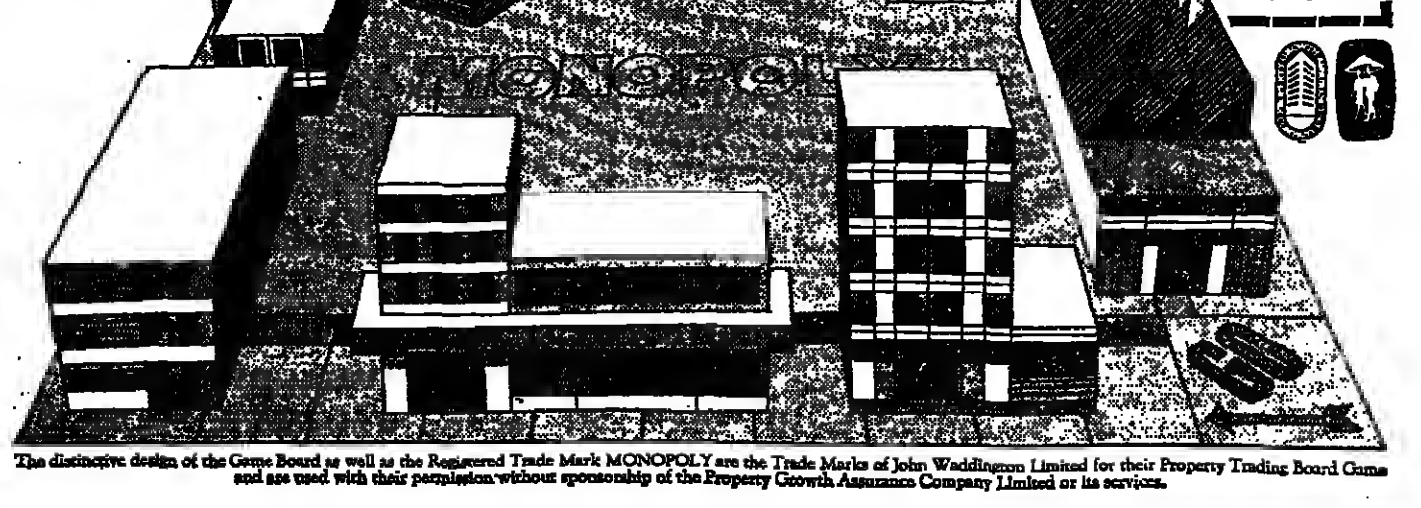 MONOPOLY
GO
The distinctive design of the Game Board as well as the Registered Trade Mark MONOPOLY are the Trade Marks of John Waddington Limited for their Property Trading Board Game
and are used with their permission without sponsorship of the Property Growth Assurance Company Limited or its services.